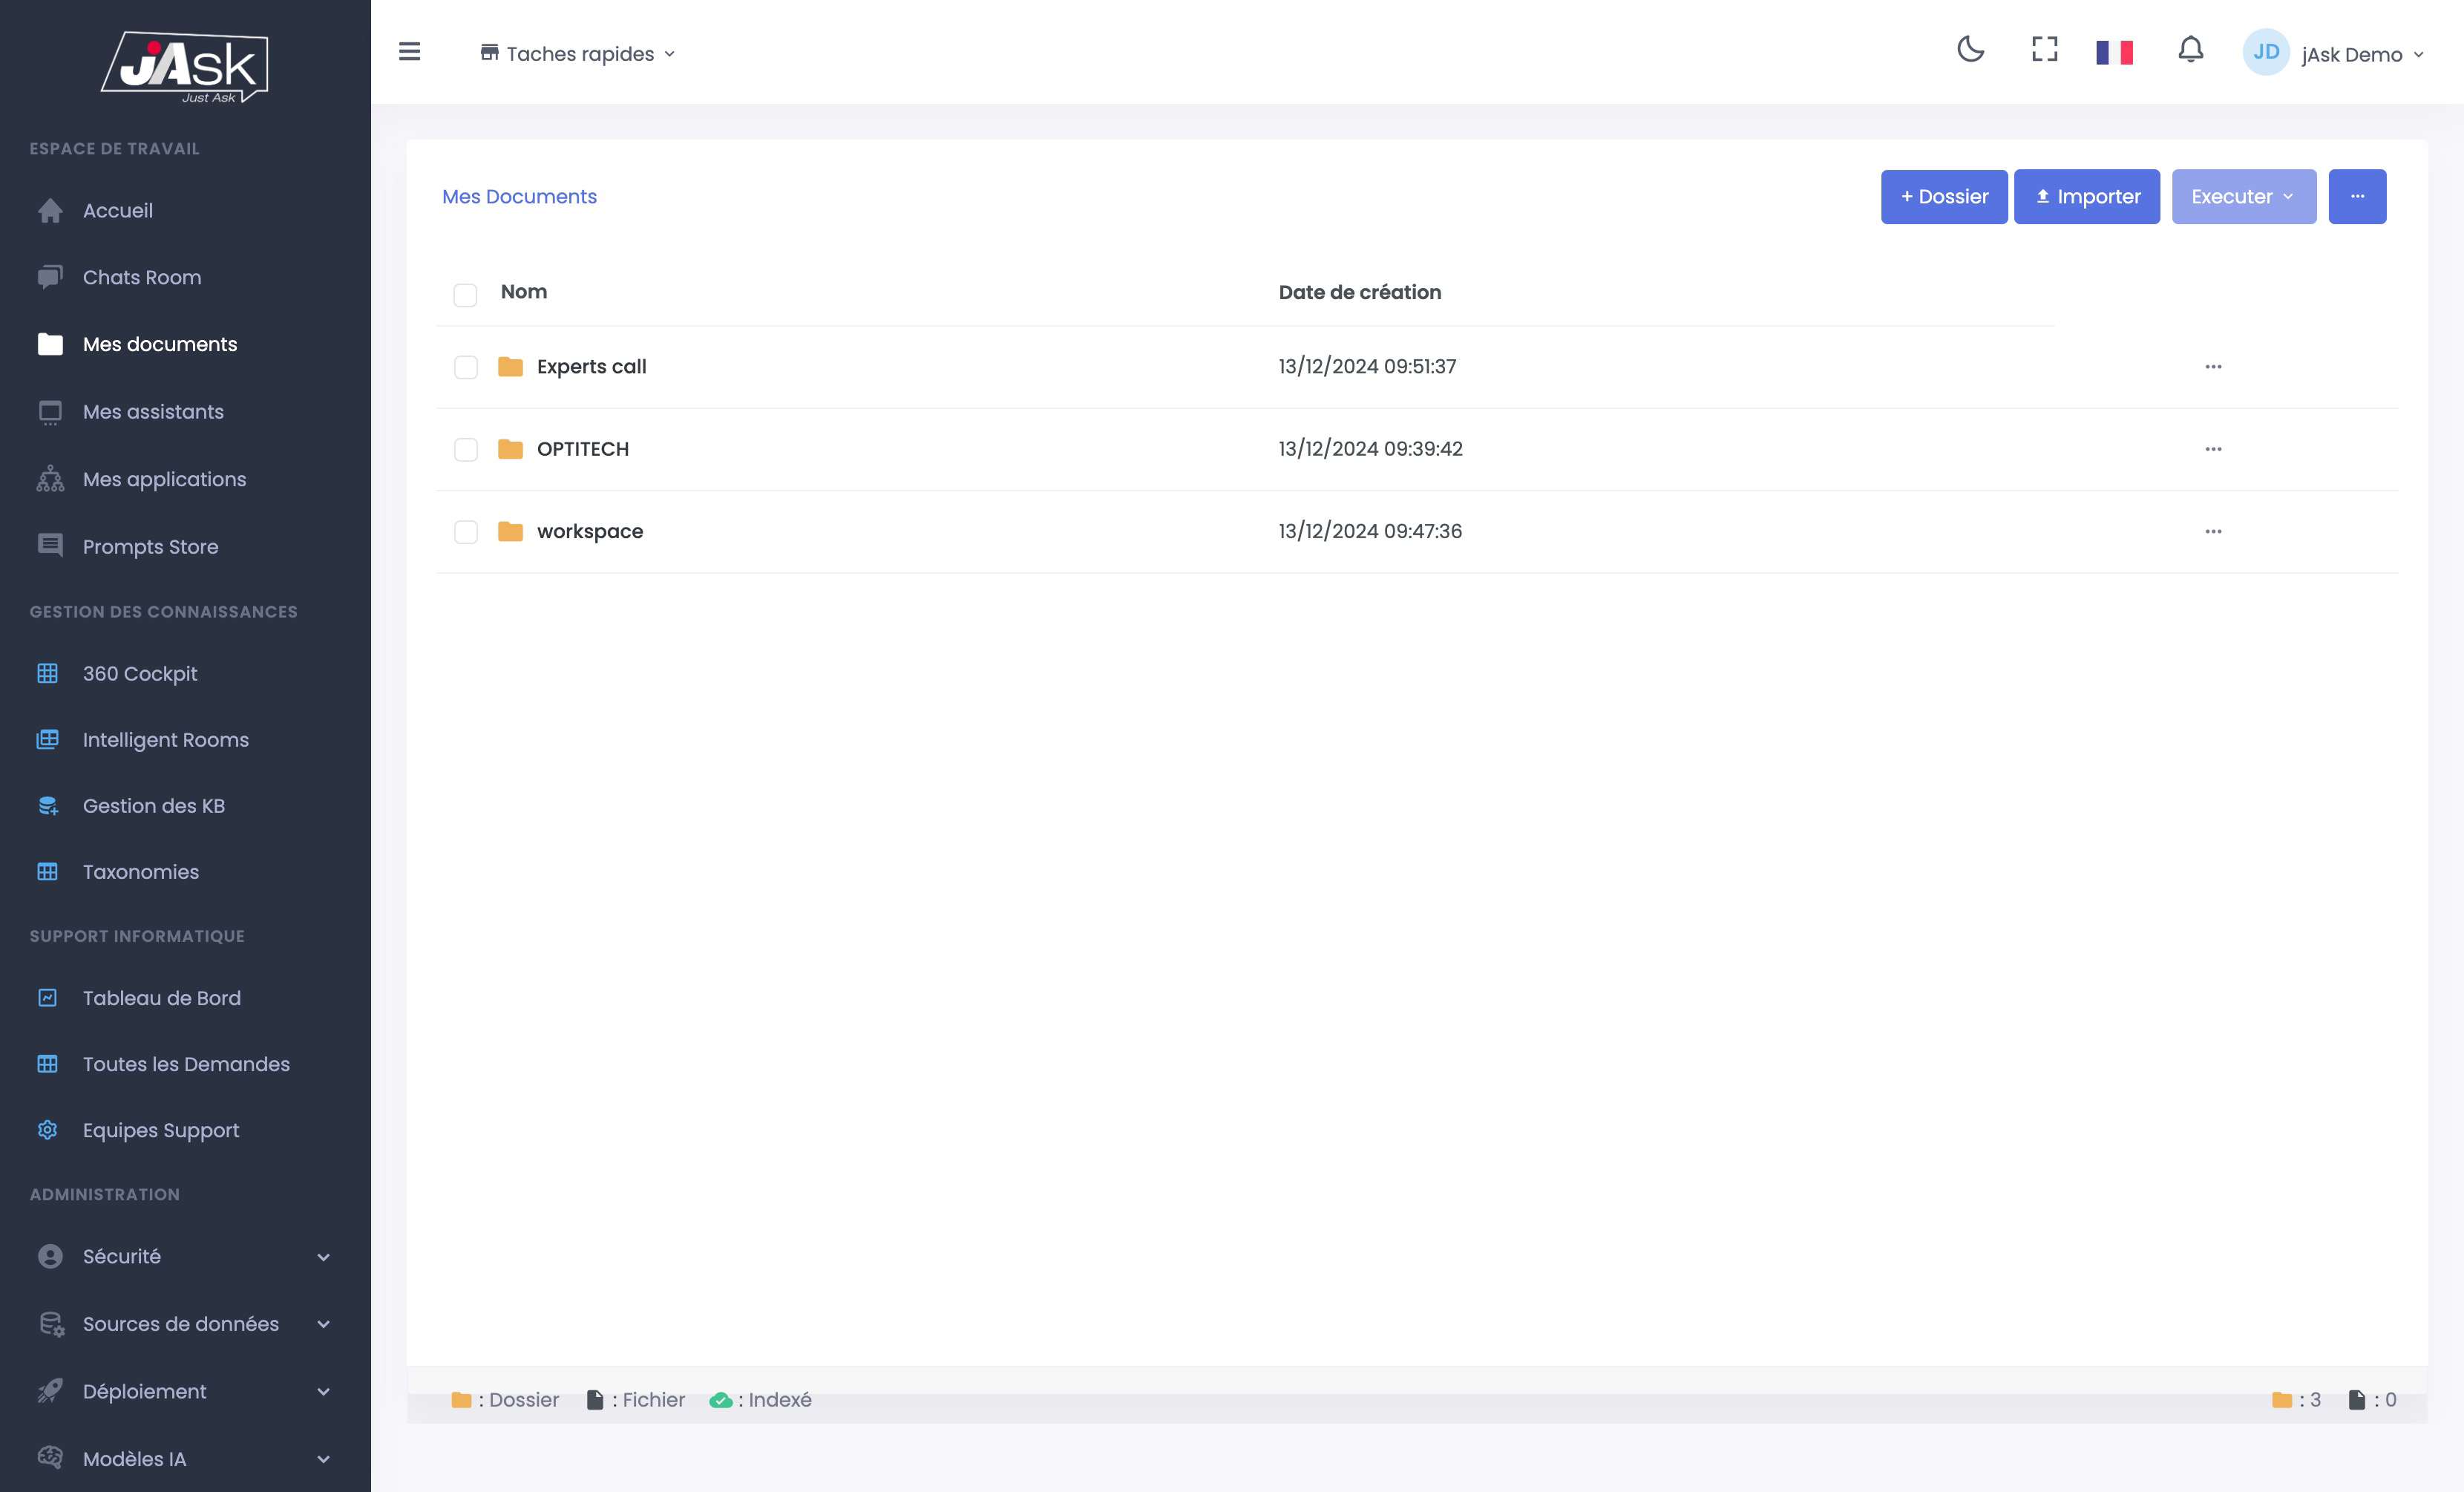 jAsk
Just Ask
ESPACE DE TRAVAIL
Accueil
Chats Room
Mes documents
Mes assistants
Mes applications
Prompts Store
GESTION DES CONNAISSANCES
360 Cockpit
Intelligent Rooms
Gestion des KB
Taxonomies
SUPPORT INFORMATIQUE
Tableau de Bord
Toutes les Demandes
Equipes Support
ADMINISTRATION
Sécurité
Sources de données
Déploiement
Modèles IA
Taches rapides
JD jAsk Demo
Mes Documents
+ Dossier Importer Executer ...
Nom Date de création
Experts call 13/12/2024 09:51:37 ...
OPTITECH 13/12/2024 09:39:42 ...
workspace 13/12/2024 09:47:36 ...
: Dossier : Fichier : Indexé : 3 : 0